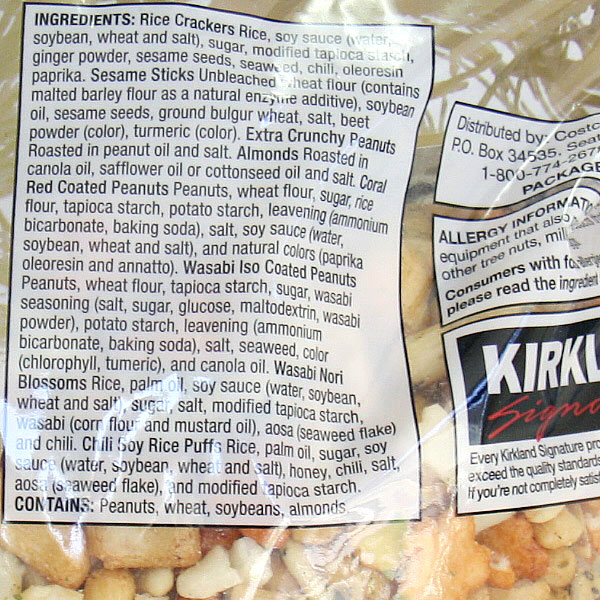 INGREDIENTS: Rice Crackers Rice, soy sauce (water,
soybean, wheat and salt), sugar, modified tapioca starch,
ginger powder, sesame seeds, seaweed, chili, oleoresin
paprika. Sesame Sticks Unbleached wheat flour (contains
malted barley flour as a natural enzyme additive), soybean
oil, sesame seeds, ground bulgur wheat, salt, beet
powder (color), turmeric (color). Extra Crunchy Peanuts
Roasted in peanut oil and salt. Almonds Roasted in
canola oil, safflower oil or cottonseed oil and salt. Coral
Red Coated Peanuts Peanuts, wheat flour, sugar, rice
flour, tapioca starch, potato starch, leavening (ammonium
bicarbonate, baking soda), salt, soy sauce (water,
soybean, wheat and salt), and natural colors (paprika
oleoresin and annatto). Wasabi Iso Coated Peanuts
Peanuts, wheat flour, tapioca starch, sugar, wasabi
seasoning (salt, sugar, glucose, maltodextrin, wasabi
powder), potato starch, leavening (ammonium
bicarbonate, baking soda), salt, seaweed, color
(chlorophyll, tumeric), and canola oil. Wasabi Nori
Blossoms Rice, palm oil, soy sauce (water, soybean,
wheat and salt), sugar, salt, modified tapioca starch,
wasabi (corn flour and mustard oil), aosa (seaweed flake)
and chili. Chili Soy Rice Puffs Rice, palm oil, sugar, soy
sauce (water, soybean, wheat and salt), honey, chili, salt,
aosa (seaweed flake), and modified tapioca starch.
CONTAINS: Peanuts, wheat, soybeans, almonds.
Distributed by: Costc
P.O. Box 34535, Sea
1-800-774-267
PACKAGE
ALLERGY INFORMAT
equipment that also
other tree nuts, mil
Consumers with fo
please read the ingredient
KIRKL
Signa
Every Kirkland Signature pro
exceed the quality standards
If you're not completely satisf